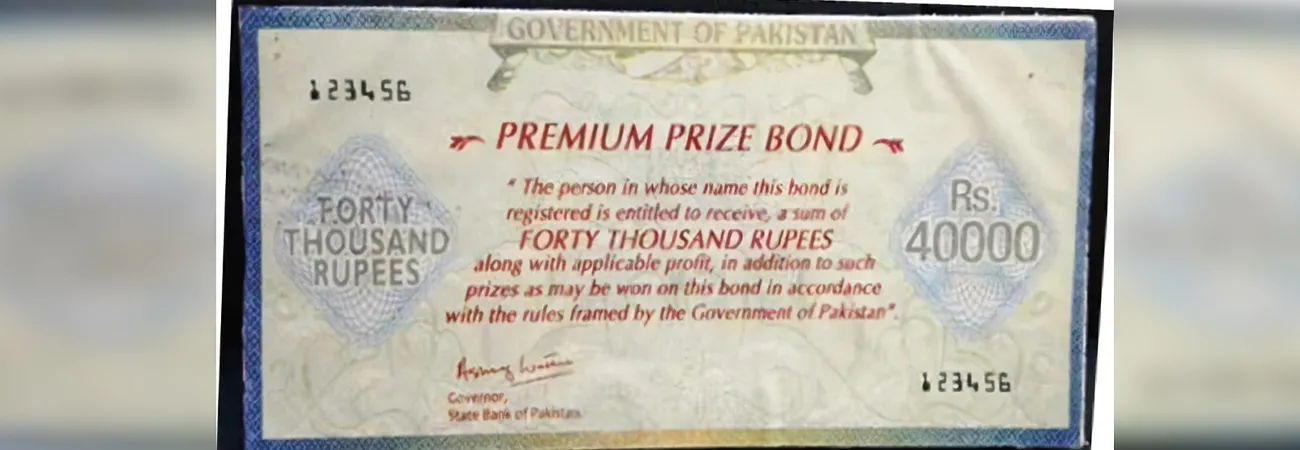 GOVERNMENT OF PAKISTAN
123456
PREMIUM PRIZE BOND
FORTY
THOUSAND
RUPEES
" The person in whose name this bond is
registered is entitled to receive, a sum of
FORTY THOUSAND RUPEES
along with applicable profit, in addition to such
prizes as may be won on this bond in accordance
with the rules framed by the Government of Pakistan".
Rs.
40000
Governor,
State Bank of Pakistan
123456